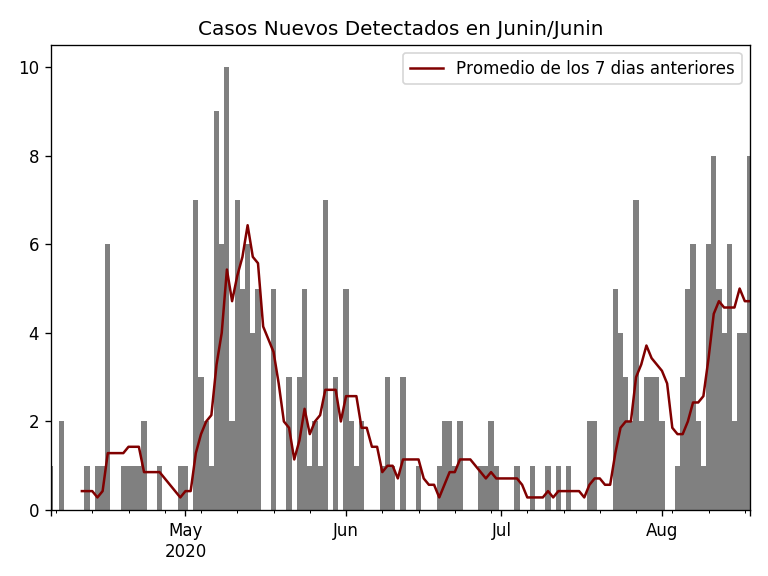 Casos Nuevos Detectados en Junin/Junin
Promedio de los 7 dias anteriores
10
8
6
4
2
0
May
2020
Jun
Jul
Aug